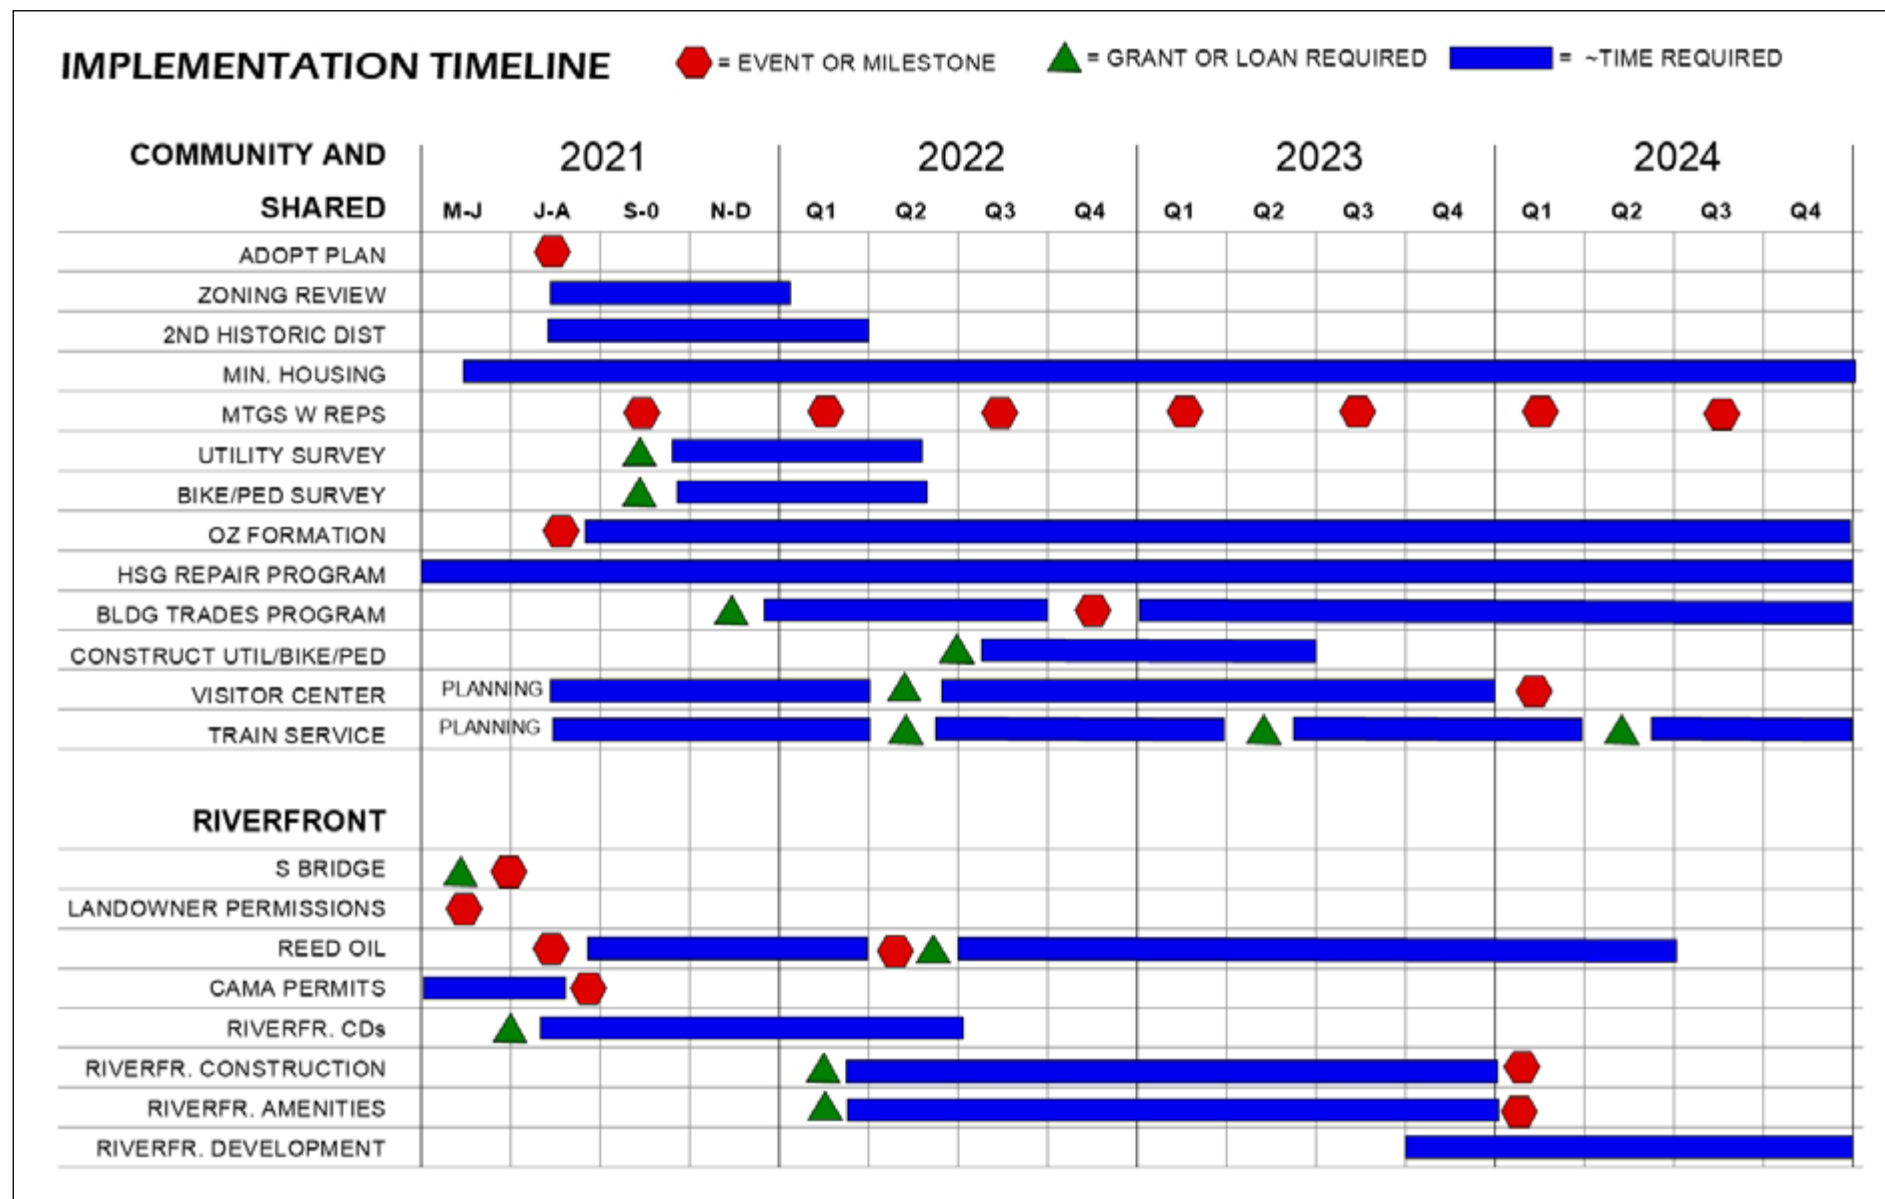 IMPLEMENTATION TIMELINE = EVENT OR MILESTONE = GRANT OR LOAN REQUIRED = ~TIME REQUIRED
COMMUNITY AND 2021 2022 2023 2024
SHARED M-J J-A S-0 N-D Q1 Q2 Q3 Q4 Q1 Q2 Q3 Q4 Q1 Q2 Q3 Q4
ADOPT PLAN
ZONING REVIEW
2ND HISTORIC DIST
MIN. HOUSING
MTGS W REPS
UTILITY SURVEY
BIKE/PED SURVEY
OZ FORMATION
HSG REPAIR PROGRAM
BLDG TRADES PROGRAM
CONSTRUCT UTIL/BIKE/PED
VISITOR CENTER PLANNING
TRAIN SERVICE PLANNING
RIVERFRONT
S BRIDGE
LANDOWNER PERMISSIONS
REED OIL
CAMA PERMITS
RIVERFR. CDs
RIVERFR. CONSTRUCTION
RIVERFR. AMENITIES
RIVERFR. DEVELOPMENT